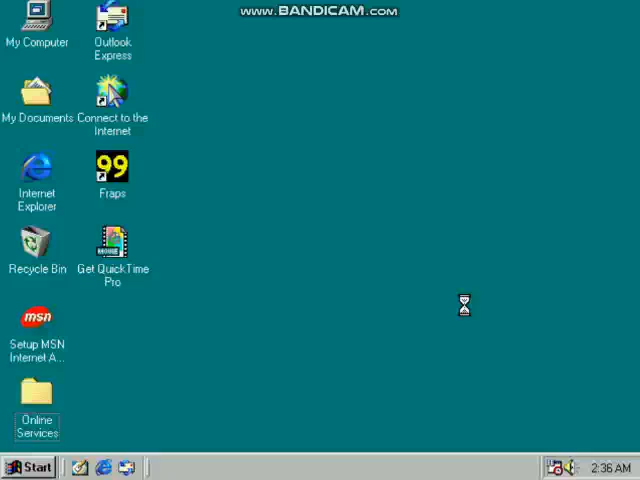 www.BANDICAM.com
My Computer
Outlook
Express
My Documents
Connect to the
Internet
Internet
Explorer
99
Fraps
Recycle Bin
MOVIE
Get QuickTime
Pro
msn
Setup MSN
Internet A...
Online
Services
Start
2:36 AM